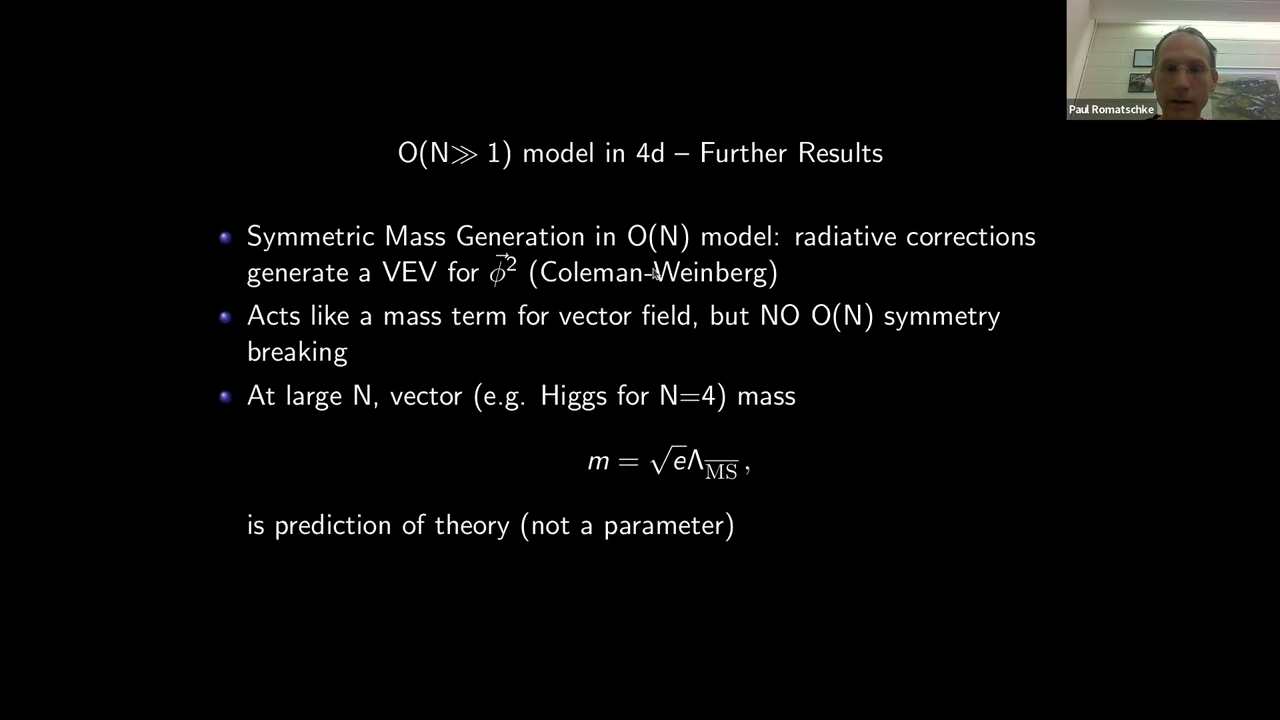 Paul Romatschke
O(N≫ 1) model in 4d – Further Results
Symmetric Mass Generation in O(N) model: radiative corrections
generate a VEV for $\vec{\phi}^2$ (Coleman-Weinberg)
Acts like a mass term for vector field, but NO O(N) symmetry
breaking
At large N, vector (e.g. Higgs for N=4) mass
$m = \sqrt{e}\Lambda_{\overline{\mathrm{MS}}}\,,$
is prediction of theory (not a parameter)